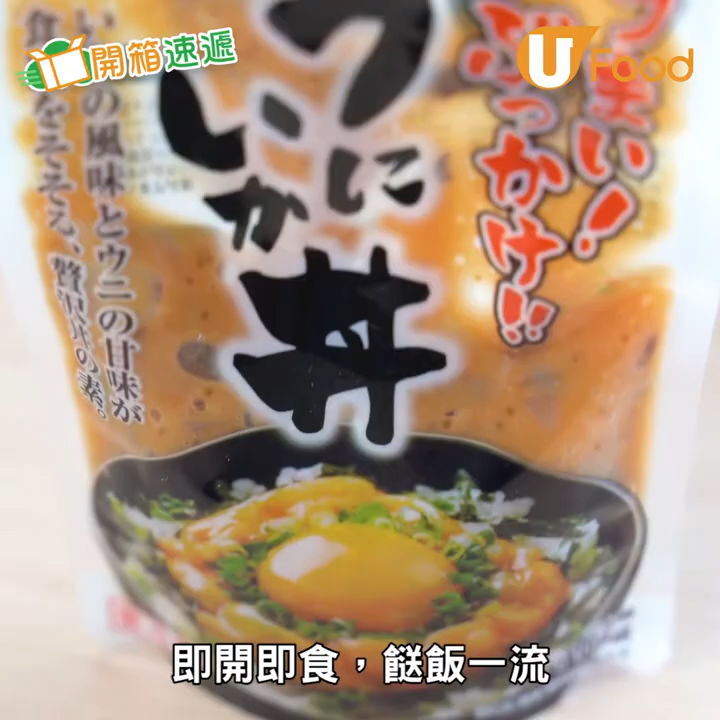 開箱速遞
U Food
うまい!
ぶっかけ!!
うに
いか
丼
の風味とウニの甘味が
食をそそる、贅沢丼の素。
即開即食，餸飯一流